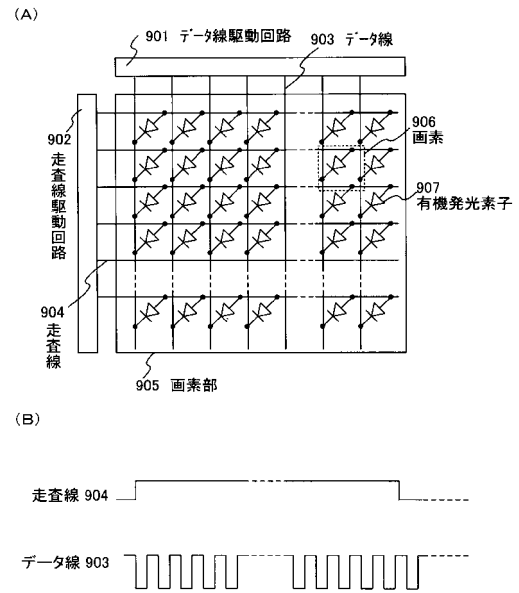 (A)
901 データ線駆動回路
903 データ線
902 走査線駆動回路
906
画素
907
有機発光素子
904 走査線
905 画素部
(B)
走査線 904
データ線 903